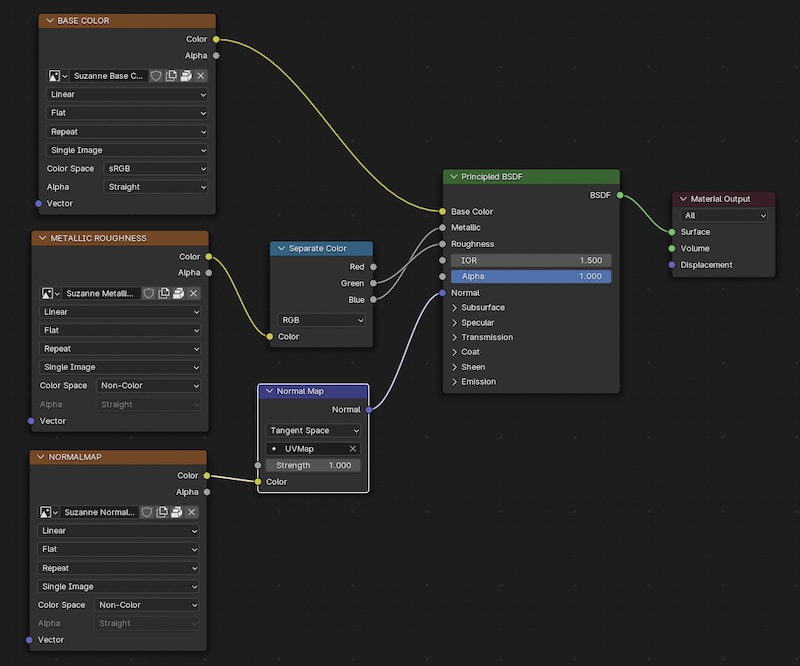 BASE COLOR
Color
Alpha
Suzanne Base C...
Linear
Flat
Repeat
Single Image
Color Space sRGB
Alpha Straight
Vector
METALLIC ROUGHNESS
Color
Alpha
Suzanne Metalli...
Linear
Flat
Repeat
Single Image
Color Space Non-Color
Alpha Straight
Vector
NORMALMAP
Color
Alpha
Suzanne Normal...
Linear
Flat
Repeat
Single Image
Color Space Non-Color
Alpha Straight
Vector
Separate Color
Red
Green
Blue
RGB
Color
Normal Map
Normal
Tangent Space
UVMap
Strength 1.000
Color
Principled BSDF
BSDF
Base Color
Metallic
Roughness
IOR 1.500
Alpha 1.000
Normal
Subsurface
Specular
Transmission
Coat
Sheen
Emission
Material Output
All
Surface
Volume
Displacement